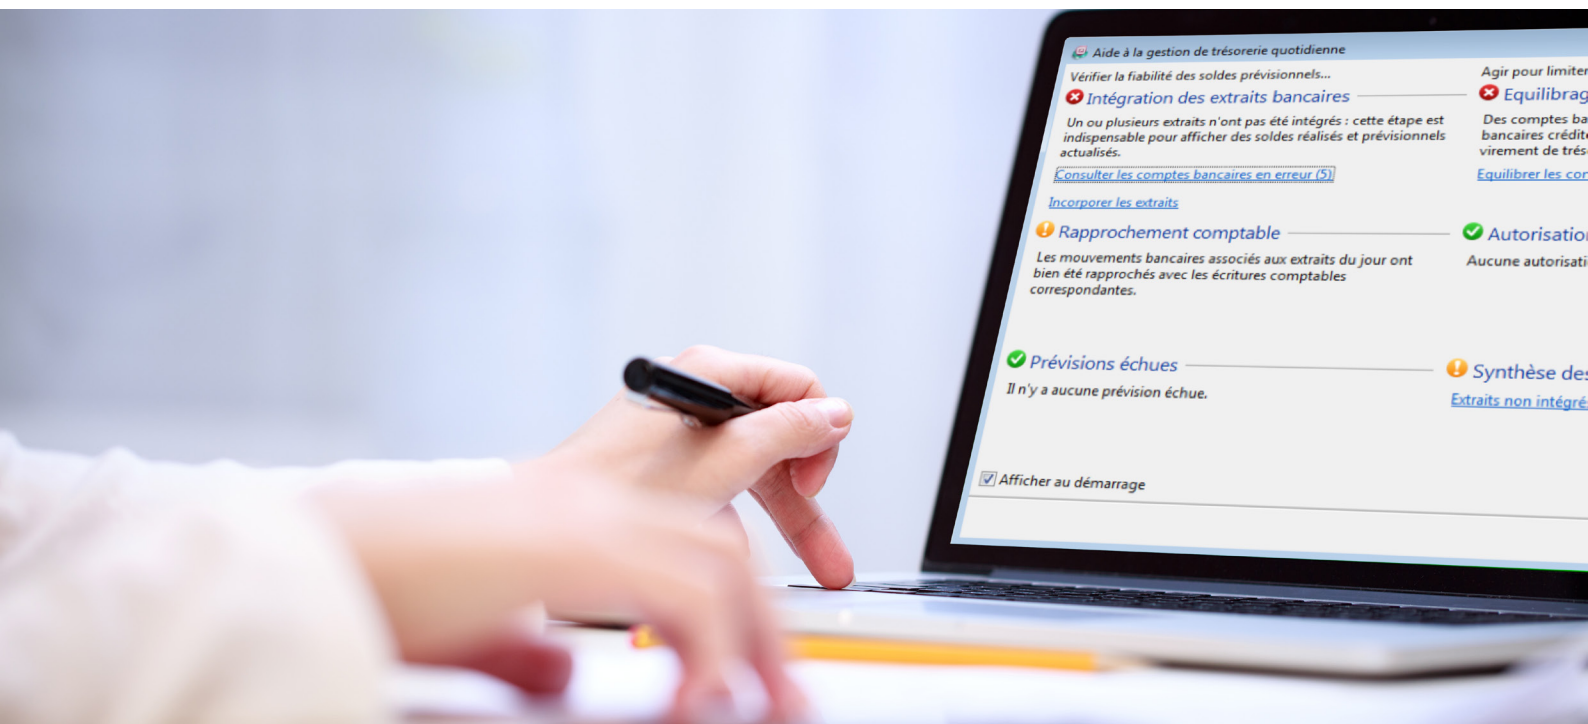 Aide à la gestion de trésorerie quotidienne
Vérifier la fiabilité des soldes prévisionnels...
Intégration des extraits bancaires
Un ou plusieurs extraits n'ont pas été intégrés : cette étape est
indispensable pour afficher des soldes réalisés et prévisionnels
actualisés.
Consulter les comptes bancaires en erreur (5)
Incorporer les extraits
Rapprochement comptable
Les mouvements bancaires associés aux extraits du jour ont
bien été rapprochés avec les écritures comptables
correspondantes.
Prévisions échues
Il n'y a aucune prévision échue.
Afficher au démarrage
Agir pour limiter
Equilibrag
Des comptes ba
bancaires crédite
virement de trés
Equilibrer les con
Autorisation
Aucune autorisati
Synthèse des
Extraits non intégrés